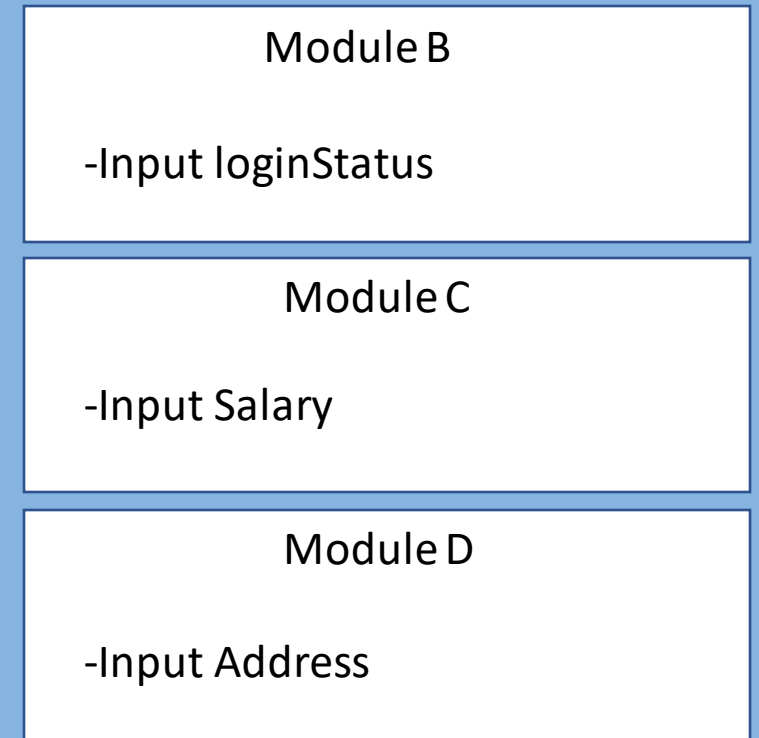 Module B
-Input loginStatus
Module C
-Input Salary
Module D
-Input Address